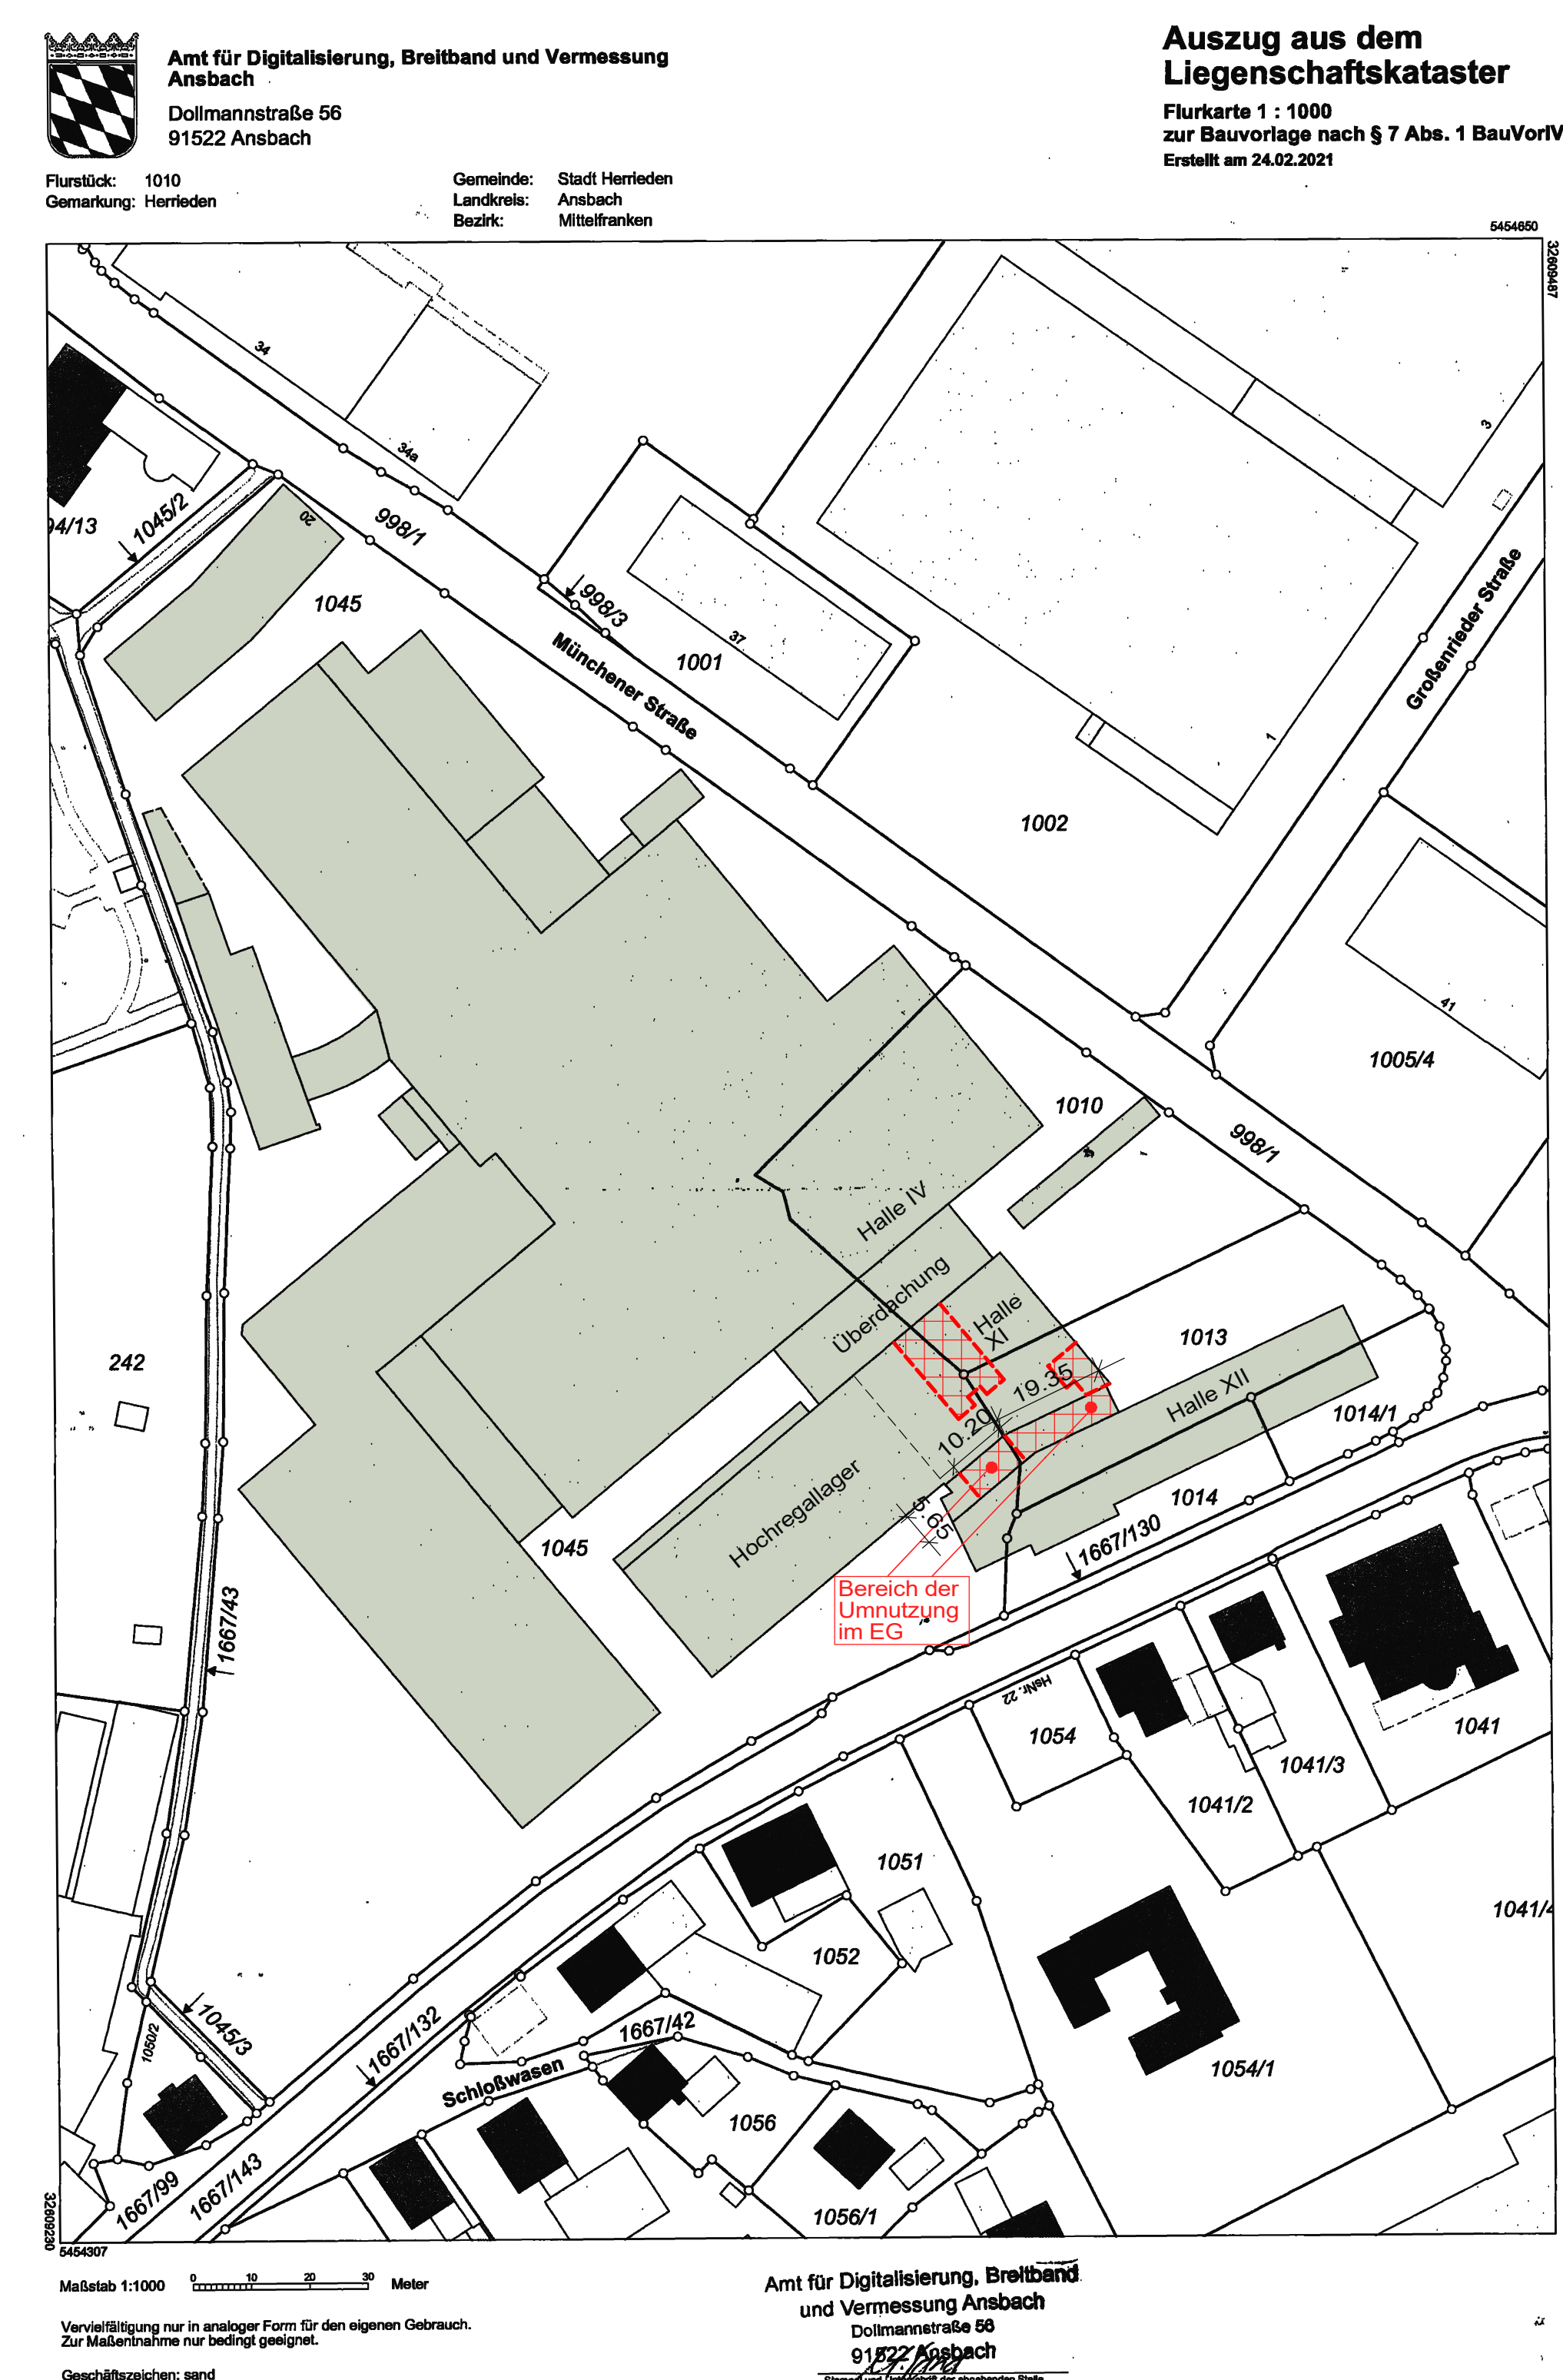 Amt für Digitalisierung, Breitband und Vermessung
Ansbach
Dollmannstraße 56
91522 Ansbach
Auszug aus dem
Liegenschaftskataster
Flurkarte 1 : 1000
zur Bauvorlage nach § 7 Abs. 1 BauVorlV
Erstellt am 24.02.2021
Flurstück: 1010
Gemarkung: Herrieden
Gemeinde: Stadt Herrieden
Landkreis: Ansbach
Bezirk: Mittelfranken
5454650
32609487
34
34a
3
94/13
1045/2
20
998/1
1045
998/3
37
1001
Münchener Straße
Großenrieder Straße
1
1002
41
1005/4
1010
998/1
Halle IV
Überdachung
Halle
XI
1013
242
19.35
Halle XII
10.20
1014/1
Hochregallager
5.65
1014
1045
1667/130
Bereich der
Umnutzung
im EG
1667/43
HsNr. 22
1054
1041
1041/3
1041/2
1051
1041/4
1052
1045/3
1050/2
1667/132
1667/42
Schloßwasen
1054/1
1056
1667/99
1667/143
1056/1
32609230
5454307
Maßstab 1:1000 0 10 20 30 Meter
Vervielfältigung nur in analoger Form für den eigenen Gebrauch.
Zur Maßentnahme nur bedingt geeignet.
Geschäftszeichen: sand
Amt für Digitalisierung, Breitband
und Vermessung Ansbach
Dollmannstraße 56
91522 Ansbach